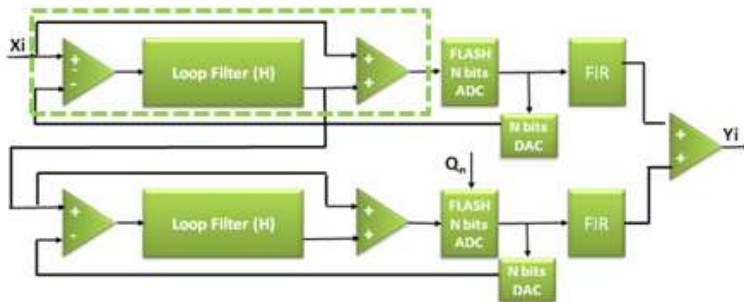 Xi
+
-
-
Loop Filter (H)
+
+
FLASH
N bits
ADC
FIR
N bits
DAC
+
+
Yi
Qn
+
-
Loop Filter (H)
+
+
FLASH
N bits
ADC
FIR
N bits
DAC